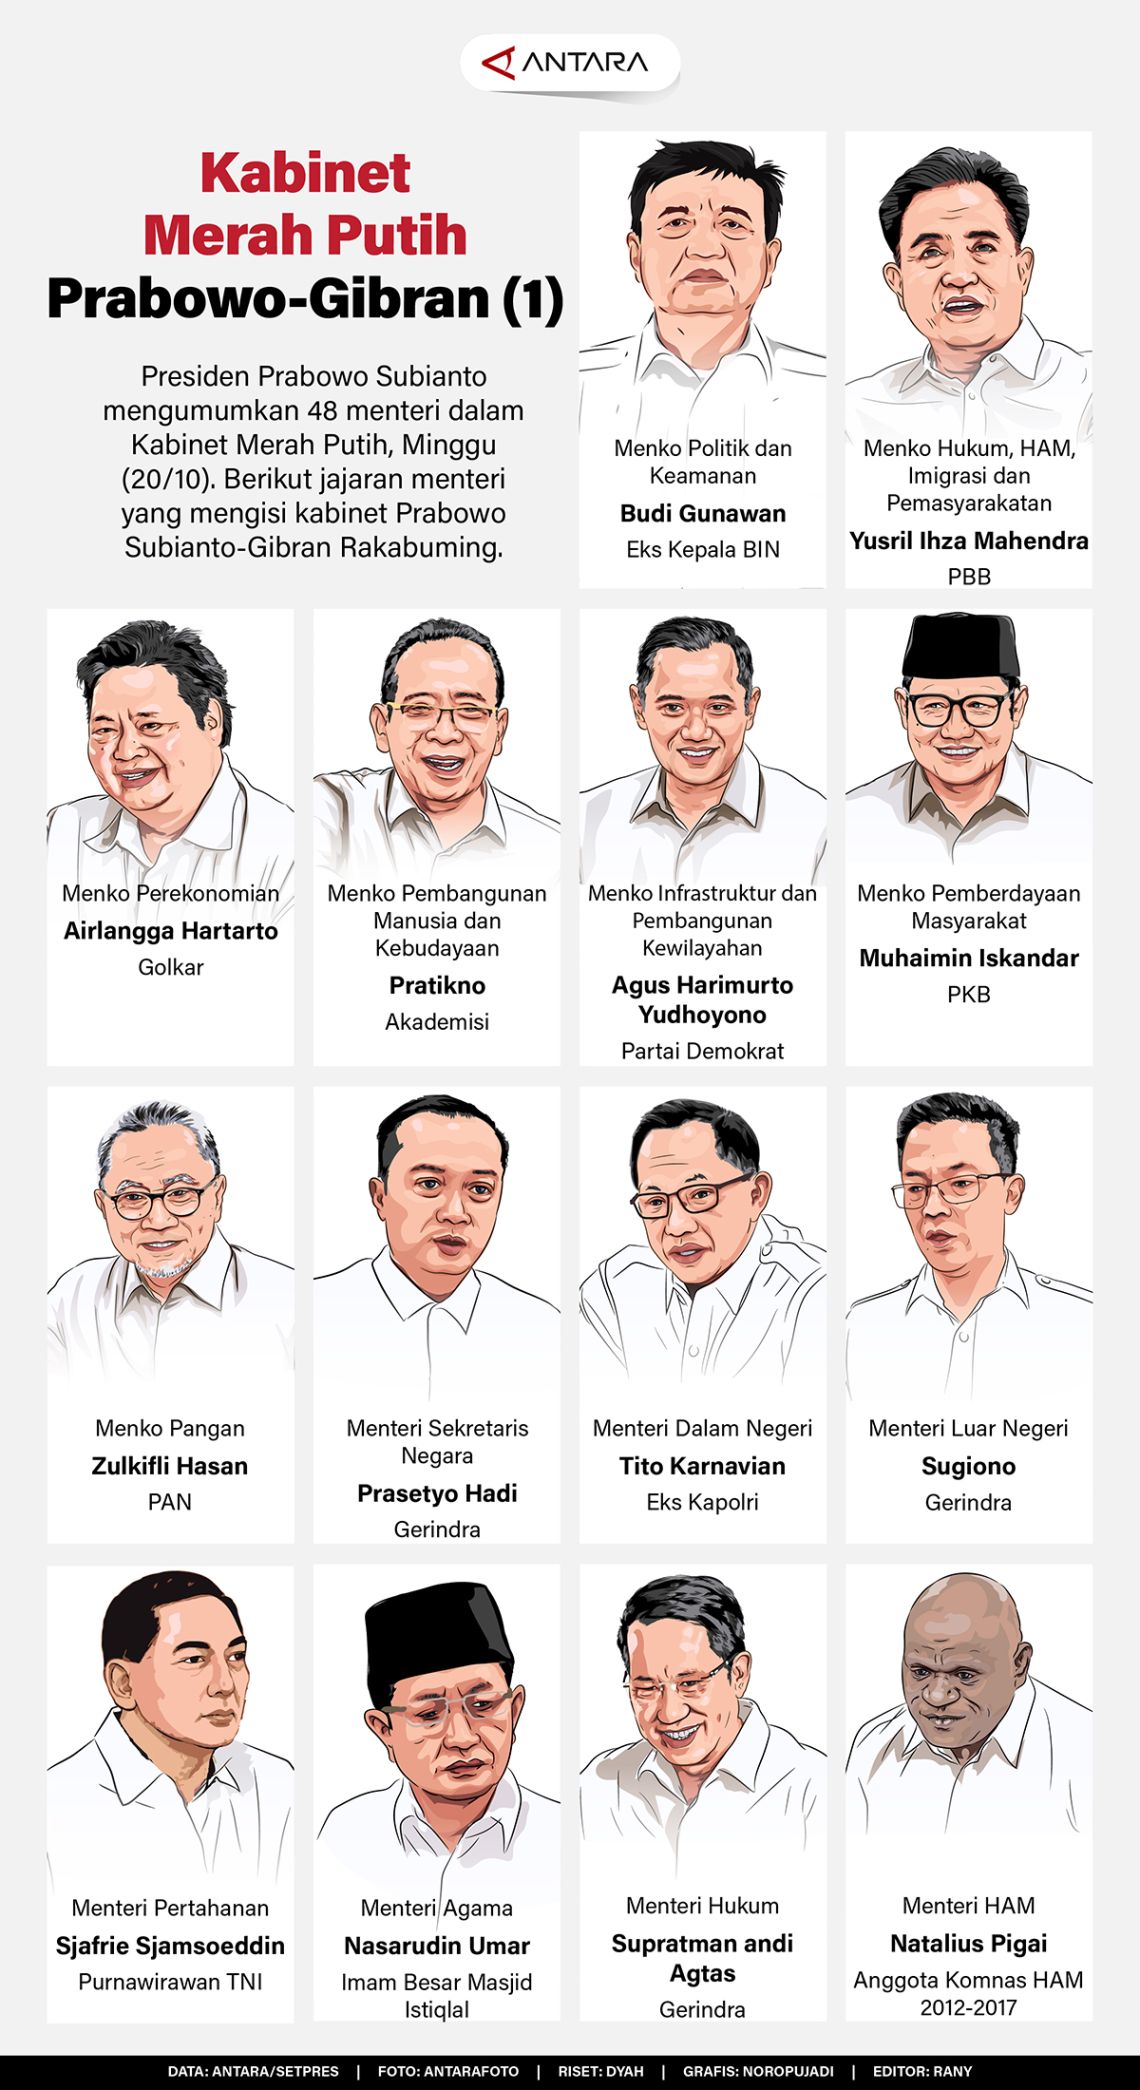 ANTARA
Kabinet
Merah Putih
Prabowo-Gibran (1)
Presiden Prabowo Subianto
mengumumkan 48 menteri dalam
Kabinet Merah Putih, Minggu
(20/10). Berikut jajaran menteri
yang mengisi kabinet Prabowo
Subianto-Gibran Rakabuming.
Menko Politik dan
Keamanan
Budi Gunawan
Eks Kepala BIN
Menko Hukum, HAM,
Imigrasi dan
Pemasyarakatan
Yusril Ihza Mahendra
PBB
Menko Perekonomian
Airlangga Hartarto
Golkar
Menko Pembangunan
Manusia dan
Kebudayaan
Pratikno
Akademisi
Menko Infrastruktur dan
Pembangunan
Kewilayahan
Agus Harimurto
Yudhoyono
Partai Demokrat
Menko Pemberdayaan
Masyarakat
Muhaimin Iskandar
PKB
Menko Pangan
Zulkifli Hasan
PAN
Menteri Sekretaris
Negara
Prasetyo Hadi
Gerindra
Menteri Dalam Negeri
Tito Karnavian
Eks Kapolri
Menteri Luar Negeri
Sugiono
Gerindra
Menteri Pertahanan
Sjafrie Sjamsoeddin
Purnawirawan TNI
Menteri Agama
Nasarudin Umar
Imam Besar Masjid
Istiqlal
Menteri Hukum
Supratman andi
Agtas
Gerindra
Menteri HAM
Natalius Pigai
Anggota Komnas HAM
2012-2017
DATA: ANTARA/SETPRES | FOTO: ANTARAFOTO | RISET: DYAH | GRAFIS: NOROPUJADI | EDITOR: RANY